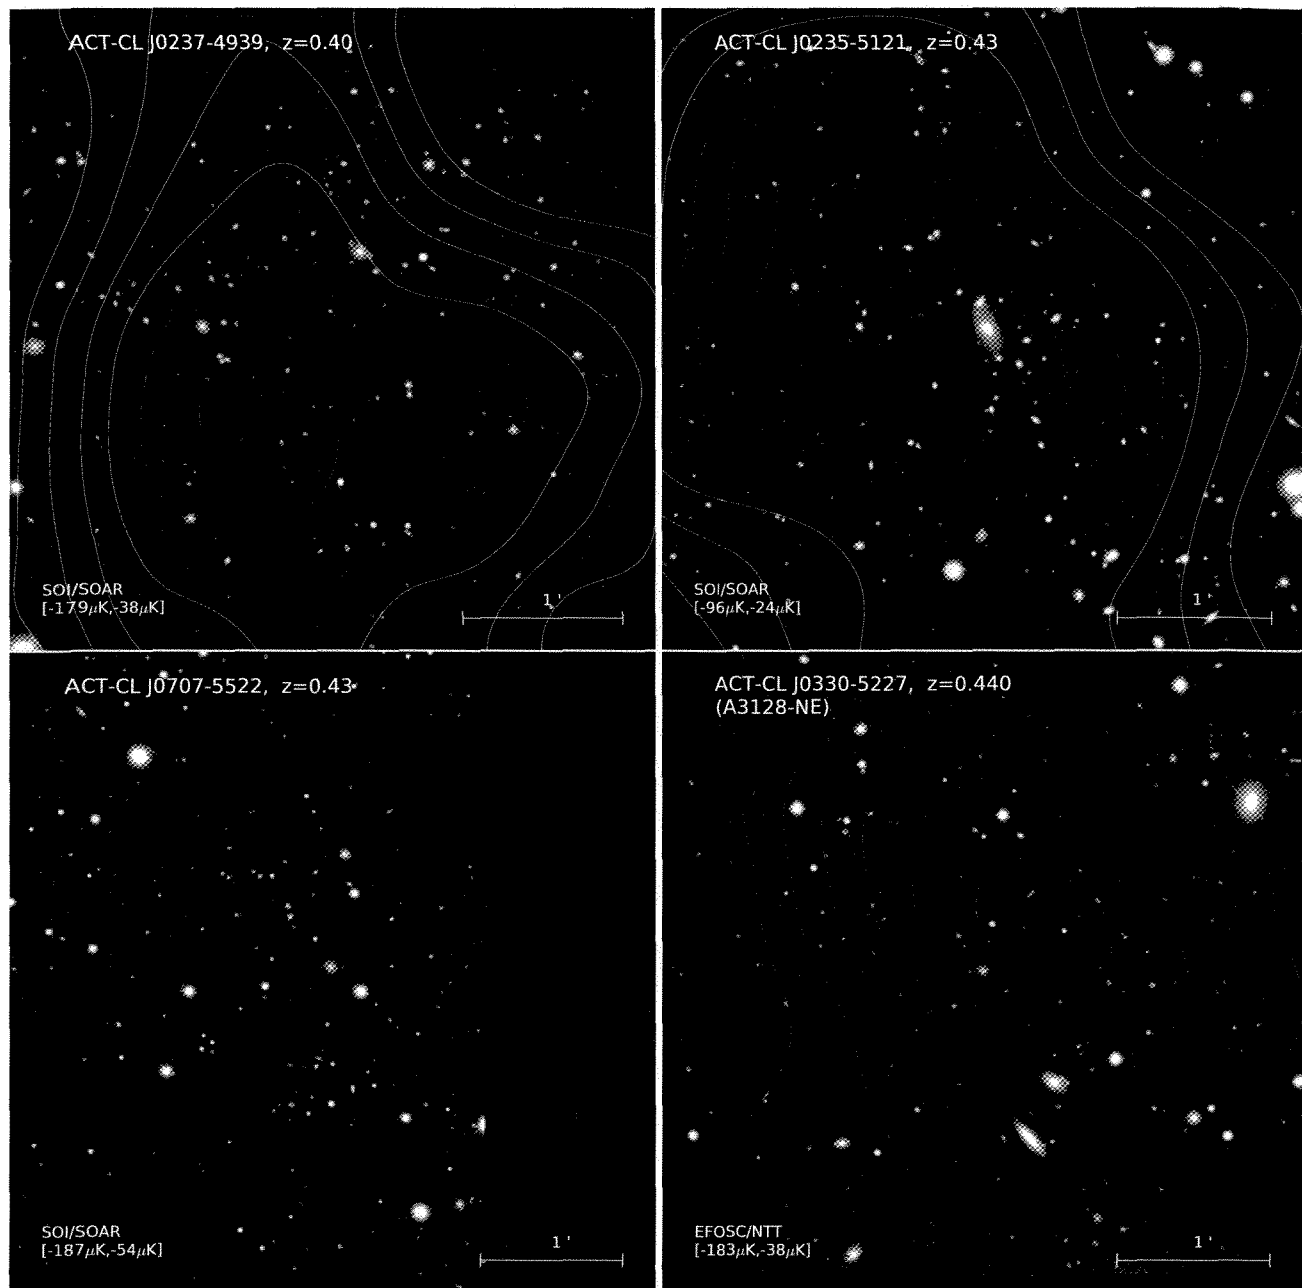 ACT-CL J0237-4939, z=0.40
SOI/SOAR
[-179μK,-38μK]
1'
ACT-CL J0235-5121, z=0.43
SOI/SOAR
[-96μK,-24μK]
1'
ACT-CL J0707-5522, z=0.43
SOI/SOAR
[-187μK,-54μK]
1'
ACT-CL J0330-5227, z=0.440
(A3128-NE)
EFOSC/NTT
[-183μK,-38μK]
1'